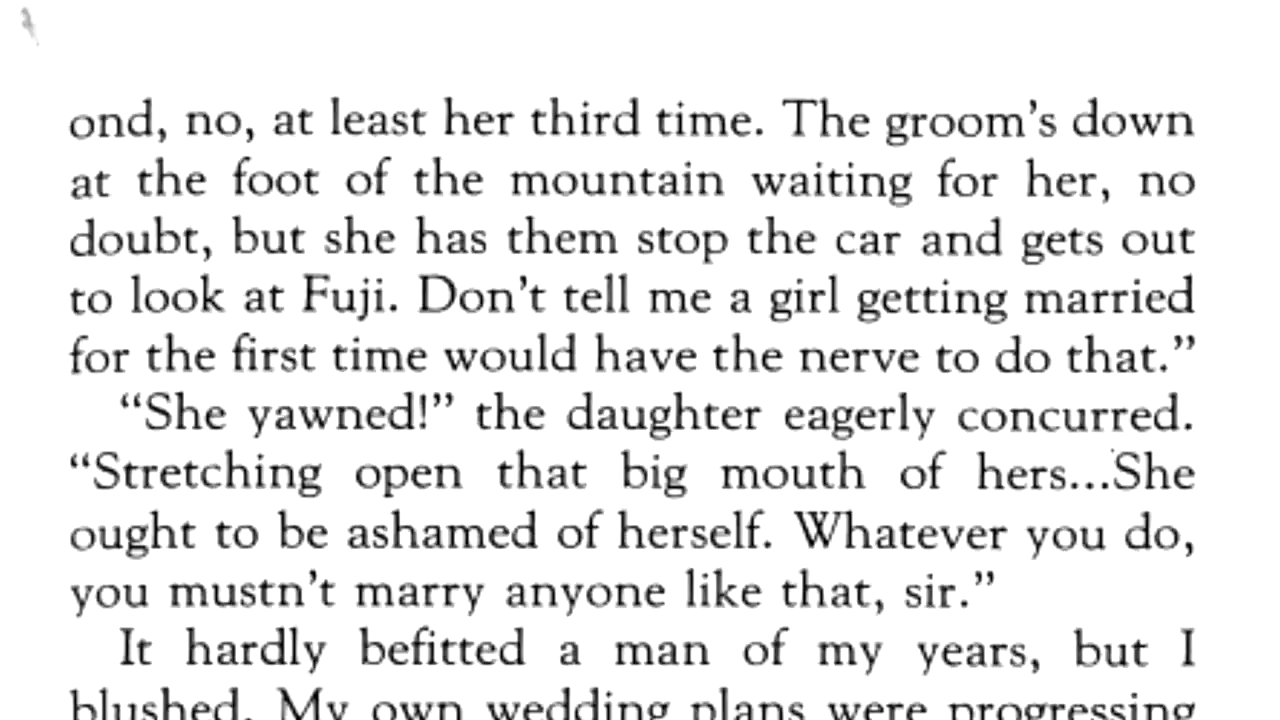 ond, no, at least her third time. The groom’s down
at the foot of the mountain waiting for her, no
doubt, but she has them stop the car and gets out
to look at Fuji. Don’t tell me a girl getting married
for the first time would have the nerve to do that.”
“She yawned!” the daughter eagerly concurred.
“Stretching open that big mouth of hers...She
ought to be ashamed of herself. Whatever you do,
you mustn’t marry anyone like that, sir.”
It hardly befitted a man of my years, but I
blushed. My own wedding plans were progressing